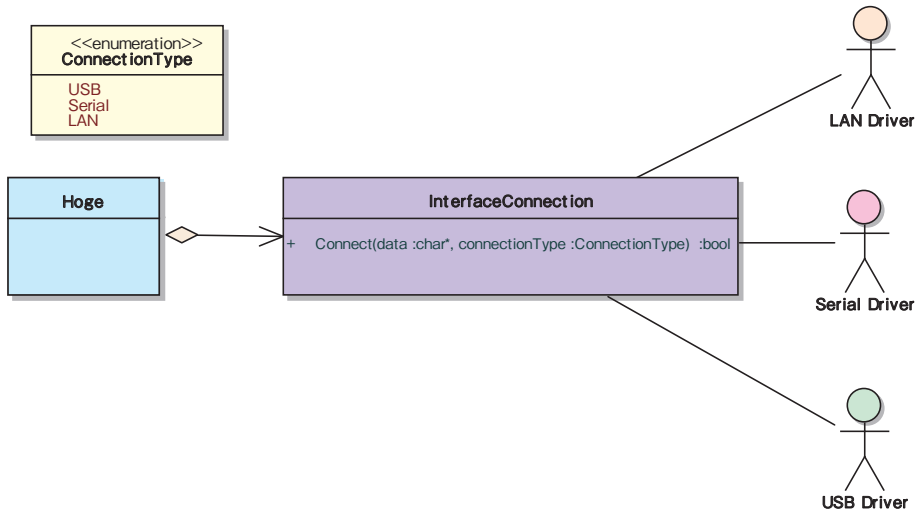 <<enumeration>>
ConnectionType
USB
Serial
LAN
Hoge
InterfaceConnection
+ Connect(data :char*, connectionType :ConnectionType) :bool
LAN Driver
Serial Driver
USB Driver